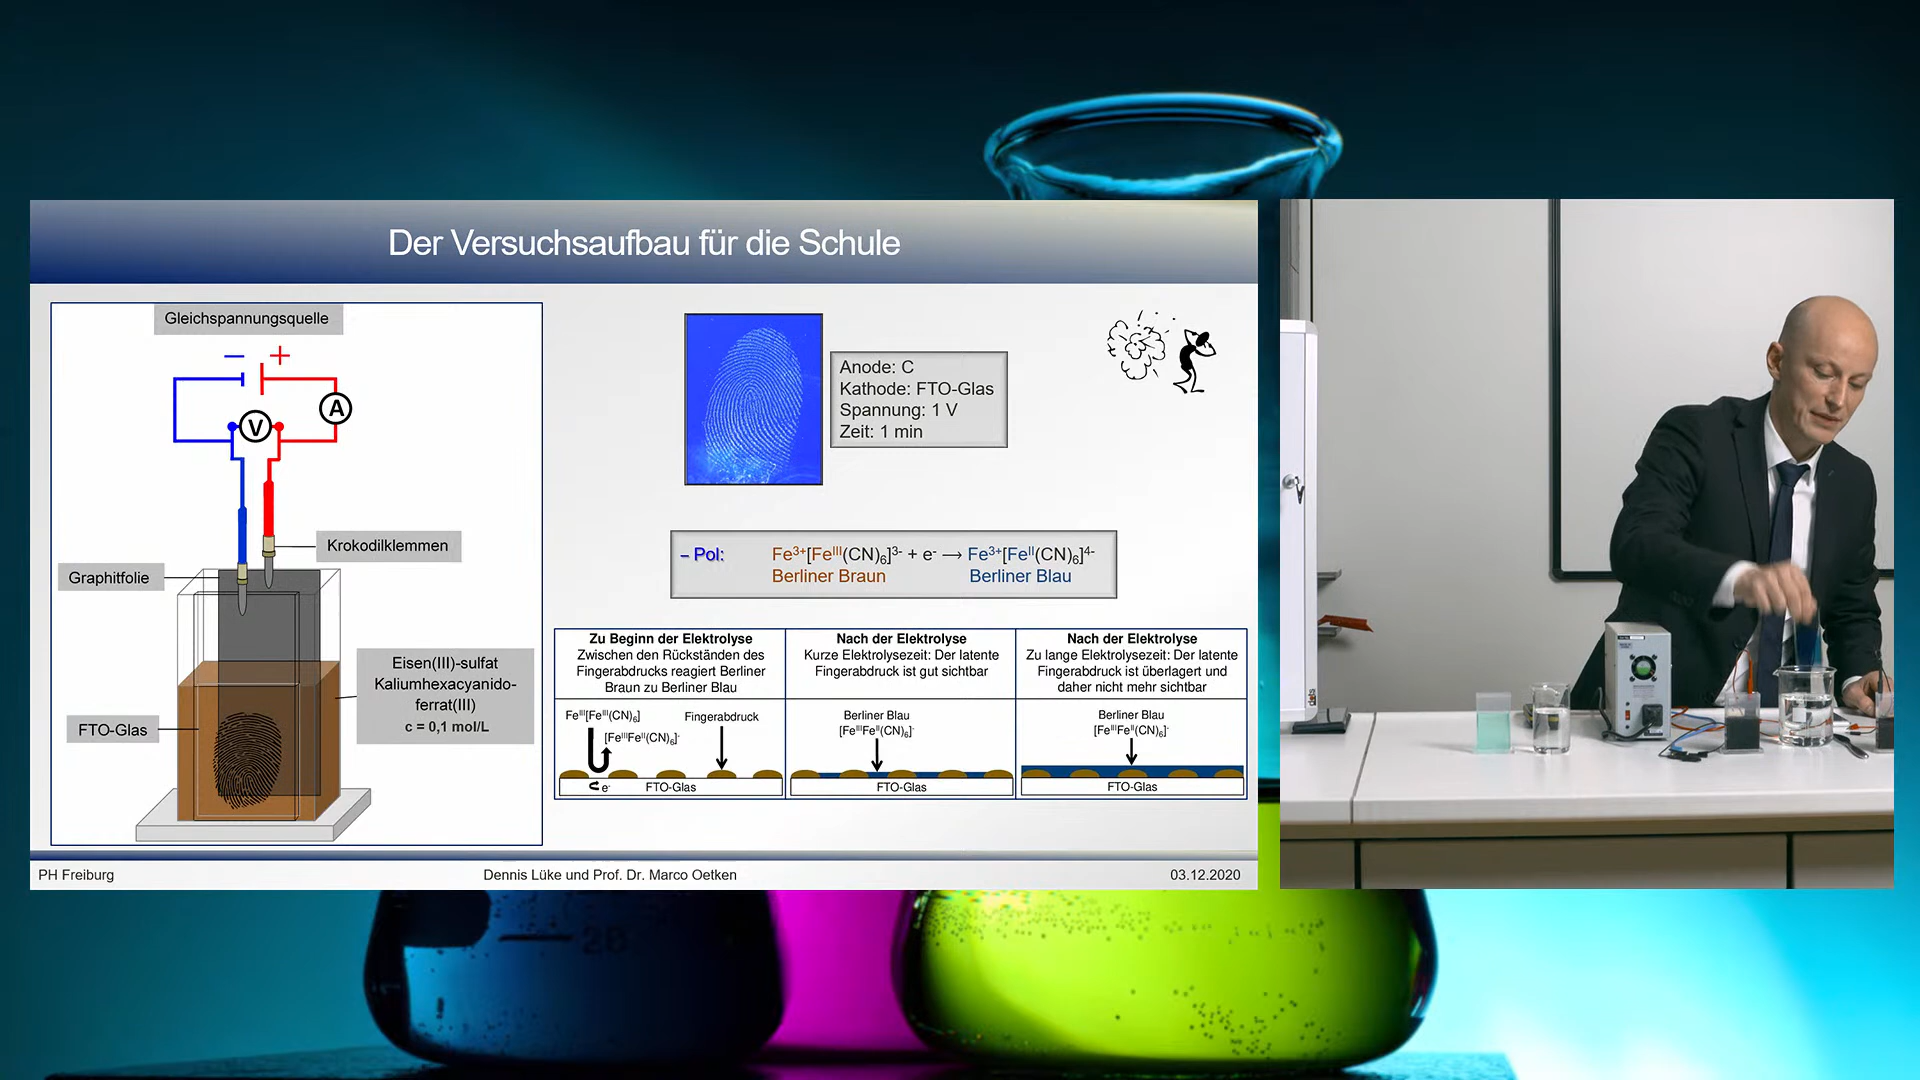 Der Versuchsaufbau für die Schule
Gleichspannungsquelle
– +
A
V
Krokodilklemmen
Graphitfolie
Eisen(III)-sulfat
Kaliumhexacyanido-
ferrat(III)
c = 0,1 mol/L
FTO-Glas
Anode: C
Kathode: FTO-Glas
Spannung: 1 V
Zeit: 1 min
– Pol: Fe³⁺[Feᴵᴵᴵ(CN)₆]³⁻ + e⁻ → Fe³⁺[Feᴵᴵ(CN)₆]⁴⁻
Berliner Braun Berliner Blau
Zu Beginn der Elektrolyse
Zwischen den Rückständen des
Fingerabdrucks reagiert Berliner
Braun zu Berliner Blau
Nach der Elektrolyse
Kurze Elektrolysezeit: Der latente
Fingerabdruck ist gut sichtbar
Nach der Elektrolyse
Zu lange Elektrolysezeit: Der latente
Fingerabdruck ist überlagert und
daher nicht mehr sichtbar
Feᴵᴵᴵ[Feᴵᴵᴵ(CN)₆]
Fingerabdruck
[FeᴵᴵᴵFeᴵᴵ(CN)₆]⁻
e⁻
FTO-Glas
Berliner Blau
[FeᴵᴵᴵFeᴵᴵ(CN)₆]⁻
FTO-Glas
Berliner Blau
[FeᴵᴵᴵFeᴵᴵ(CN)₆]⁻
FTO-Glas
PH Freiburg
Dennis Lüke und Prof. Dr. Marco Oetken
03.12.2020